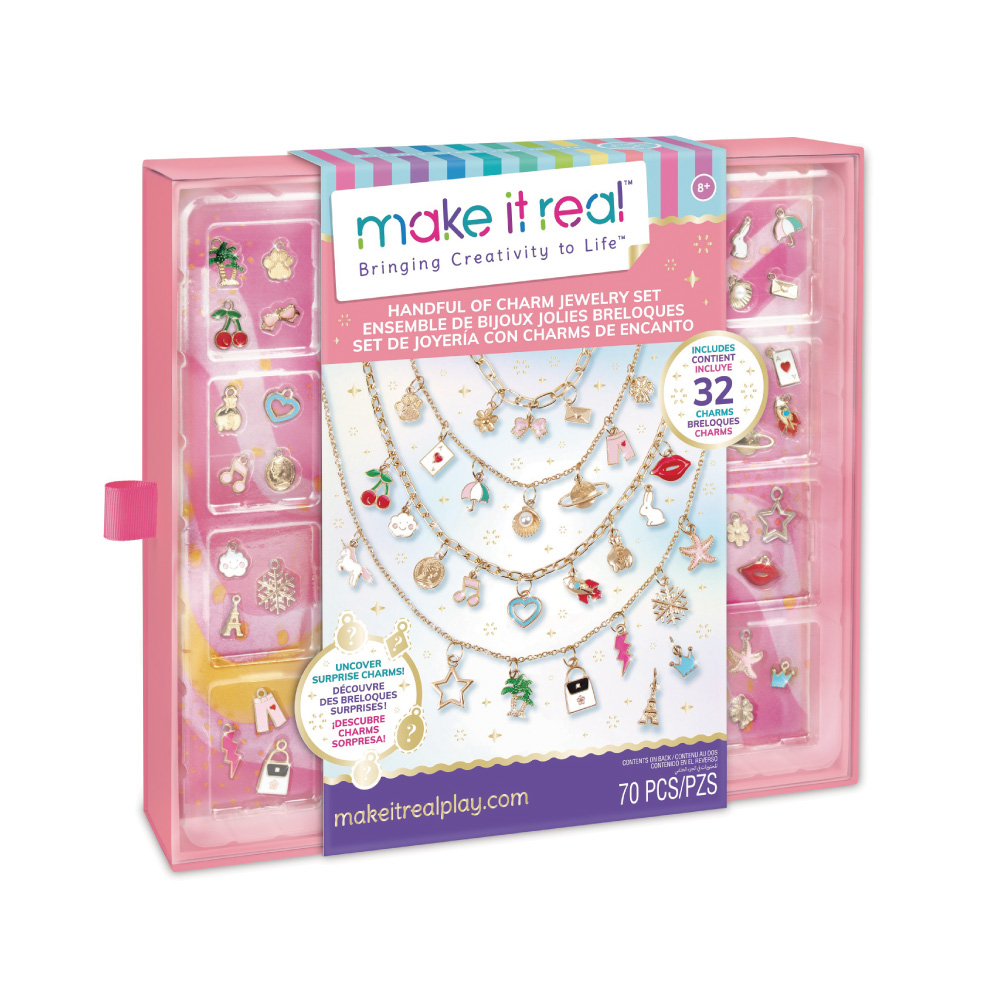 make it real™
Bringing Creativity to Life™
8+
HANDFUL OF CHARM JEWELRY SET
ENSEMBLE DE BIJOUX JOLIES BRELOQUES
SET DE JOYERÍA CON CHARMS DE ENCANTO
INCLUDES
CONTIENT
INCLUYE
32
CHARMS
BRELOQUES
CHARMS
UNCOVER
SURPRISE CHARMS!
DÉCOUVRE
DES BRELOQUES
SURPRISES!
¡DESCUBRE
CHARMS
SORPRESA!
?
?
?
?
CONTENTS ON BACK / CONTENU AU DOS
CONTENIDO EN EL REVERSO
70 PCS/PZS
makeitrealplay.com